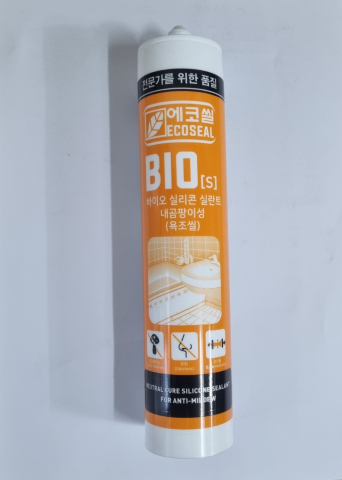 전문가를 위한 품질
에코씰
ECOSEAL
BIO [S]
바이오 실리콘 실란트
내곰팡이성
(욕조씰)
NEUTRAL CURE SILICONE SEALANT
FOR ANTI-MILDEW